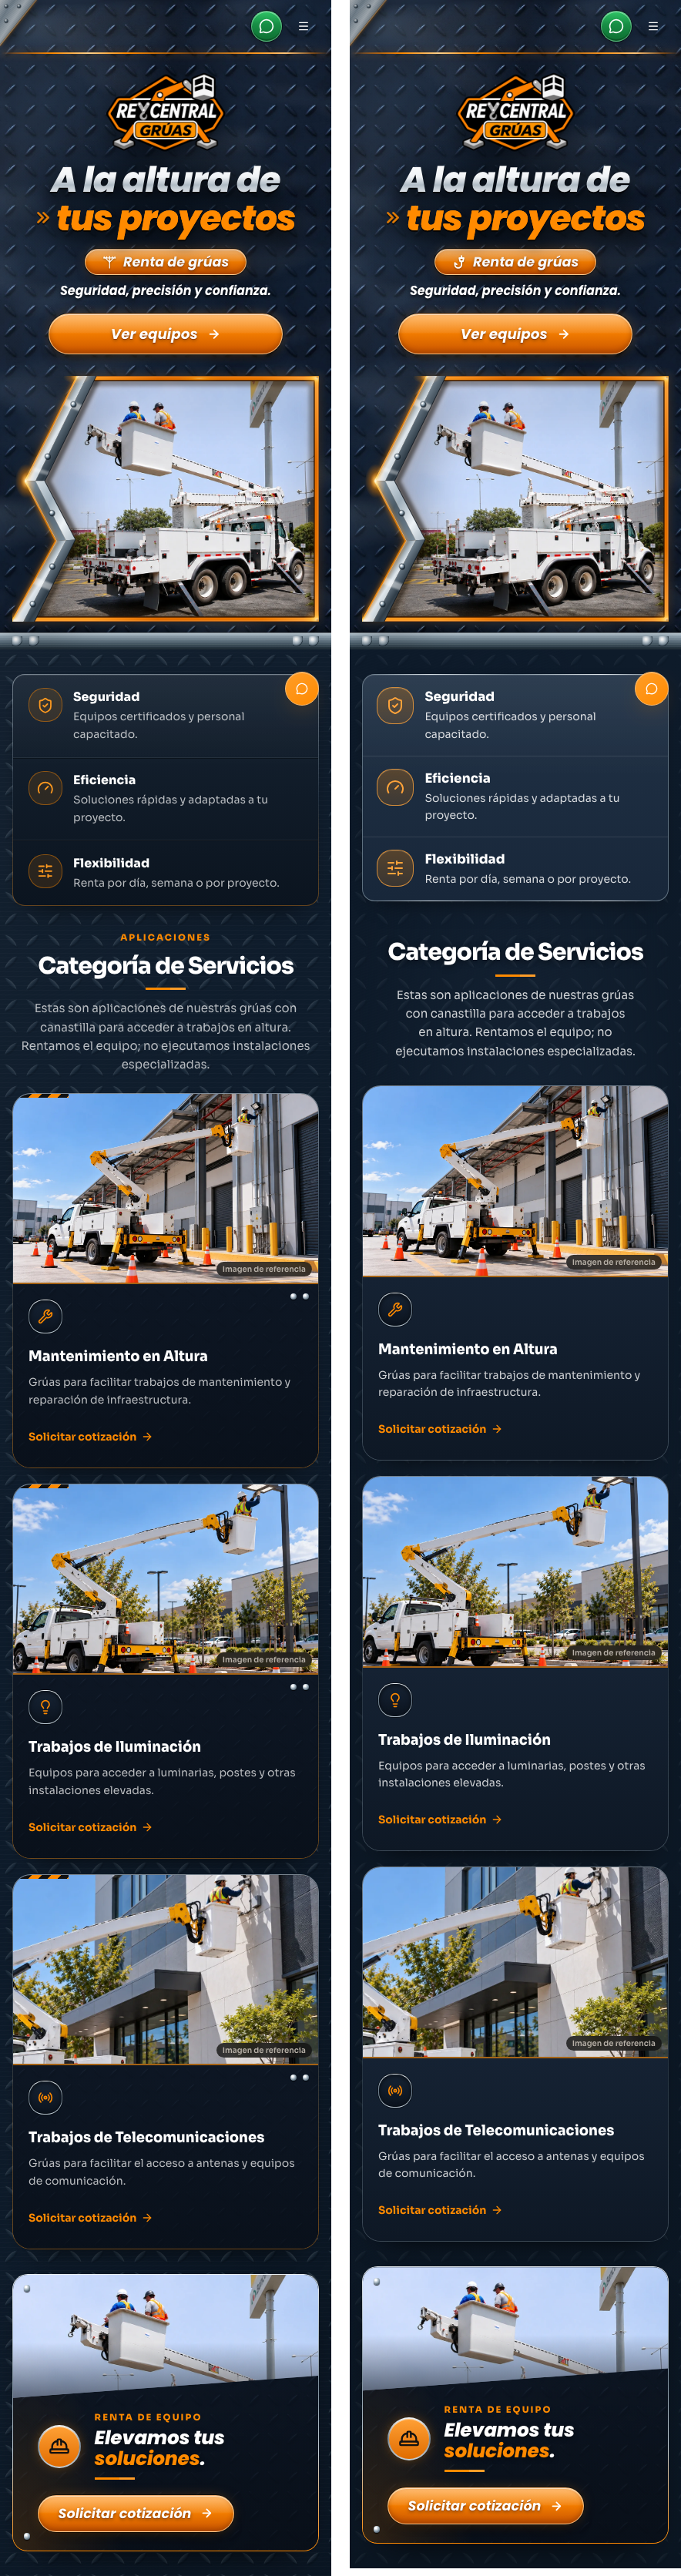 REYCENTRAL
GRÚAS
A la altura de
tus proyectos
Renta de grúas
Seguridad, precisión y confianza.
Ver equipos
Seguridad
Equipos certificados y personal
capacitado.
Eficiencia
Soluciones rápidas y adaptadas a tu
proyecto.
Flexibilidad
Renta por día, semana o por proyecto.
APLICACIONES
Categoría de Servicios
Estas son aplicaciones de nuestras grúas con
canastilla para acceder a trabajos en altura.
Rentamos el equipo; no ejecutamos instalaciones
especializadas.
Imagen de referencia
Mantenimiento en Altura
Grúas para facilitar trabajos de mantenimiento y
reparación de infraestructura.
Solicitar cotización
Imagen de referencia
Trabajos de Iluminación
Equipos para acceder a luminarias, postes y otras
instalaciones elevadas.
Solicitar cotización
Imagen de referencia
Trabajos de Telecomunicaciones
Grúas para facilitar el acceso a antenas y equipos
de comunicación.
Solicitar cotización
RENTA DE EQUIPO
Elevamos tus
soluciones.
Solicitar cotización
REYCENTRAL
GRÚAS
A la altura de
tus proyectos
Renta de grúas
Seguridad, precisión y confianza.
Ver equipos
Seguridad
Equipos certificados y personal
capacitado.
Eficiencia
Soluciones rápidas y adaptadas a tu
proyecto.
Flexibilidad
Renta por día, semana o por proyecto.
Categoría de Servicios
Estas son aplicaciones de nuestras grúas
con canastilla para acceder a trabajos
en altura. Rentamos el equipo; no
ejecutamos instalaciones especializadas.
Imagen de referencia
Mantenimiento en Altura
Grúas para facilitar trabajos de mantenimiento y
reparación de infraestructura.
Solicitar cotización
Imagen de referencia
Trabajos de Iluminación
Equipos para acceder a luminarias, postes y otras
instalaciones elevadas.
Solicitar cotización
Imagen de referencia
Trabajos de Telecomunicaciones
Grúas para facilitar el acceso a antenas y equipos
de comunicación.
Solicitar cotización
RENTA DE EQUIPO
Elevamos tus
soluciones.
Solicitar cotización